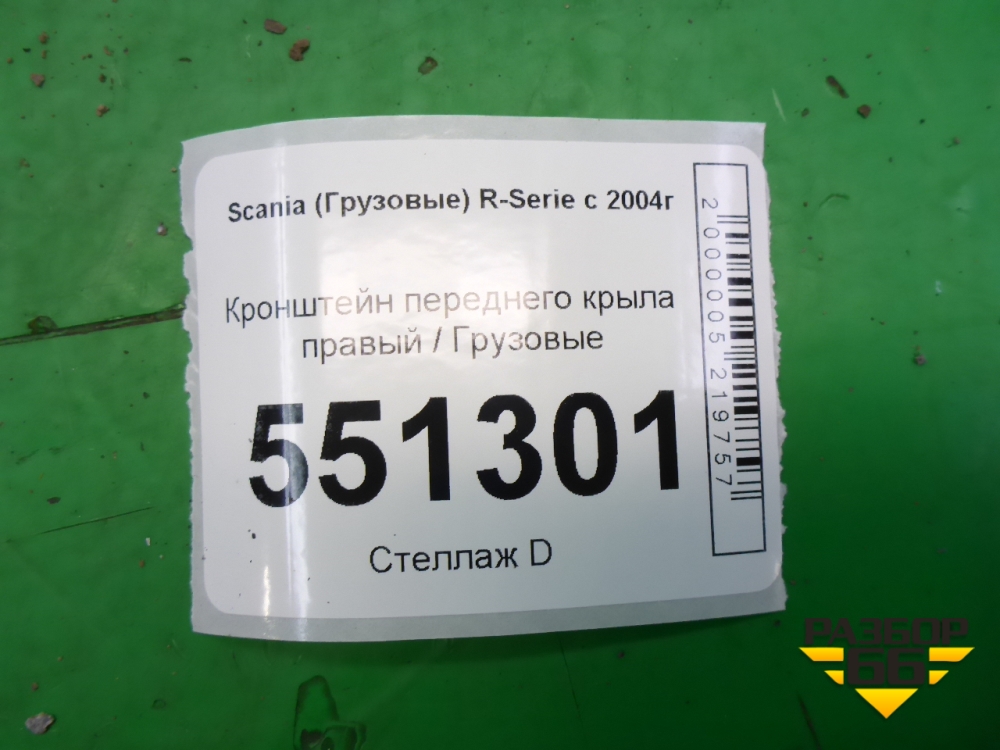 Scania (Грузовые) R-Serie с 2004г
Кронштейн переднего крыла
правый / Грузовые
551301
Стеллаж D
2000005219757
РАЗБОР
66